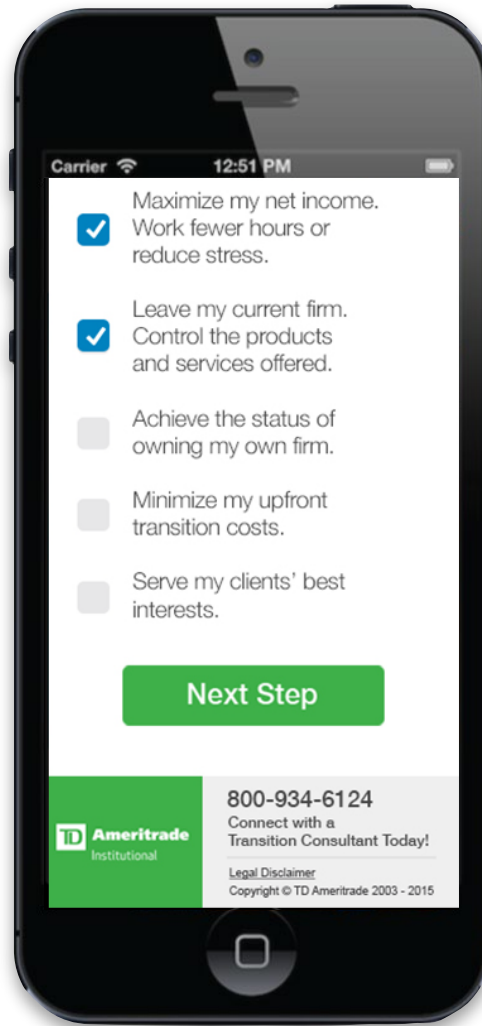 Carrier 12:51 PM
Maximize my net income.
Work fewer hours or
reduce stress.
Leave my current firm.
Control the products
and services offered.
Achieve the status of
owning my own firm.
Minimize my upfront
transition costs.
Serve my clients’ best
interests.
Next Step
TD Ameritrade
Institutional
800-934-6124
Connect with a
Transition Consultant Today!
Legal Disclaimer
Copyright © TD Ameritrade 2003 - 2015